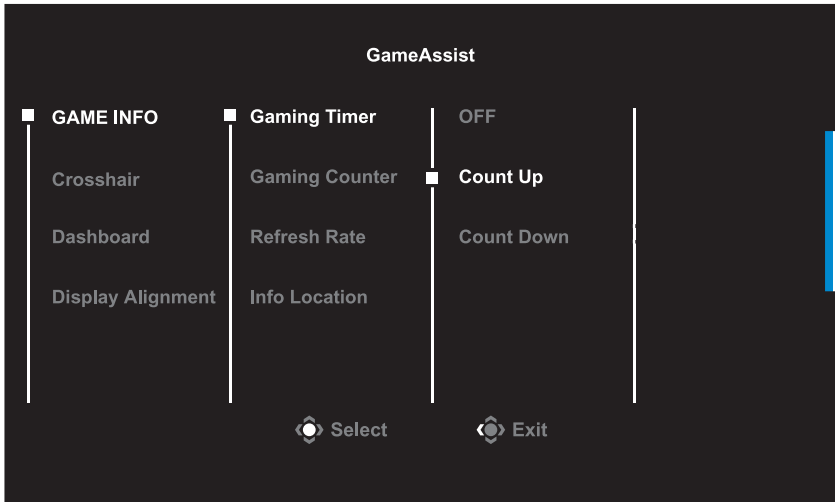 GameAssist
GAME INFO Gaming Timer OFF
Crosshair Gaming Counter Count Up
Dashboard Refresh Rate Count Down
Display Alignment Info Location
Select Exit